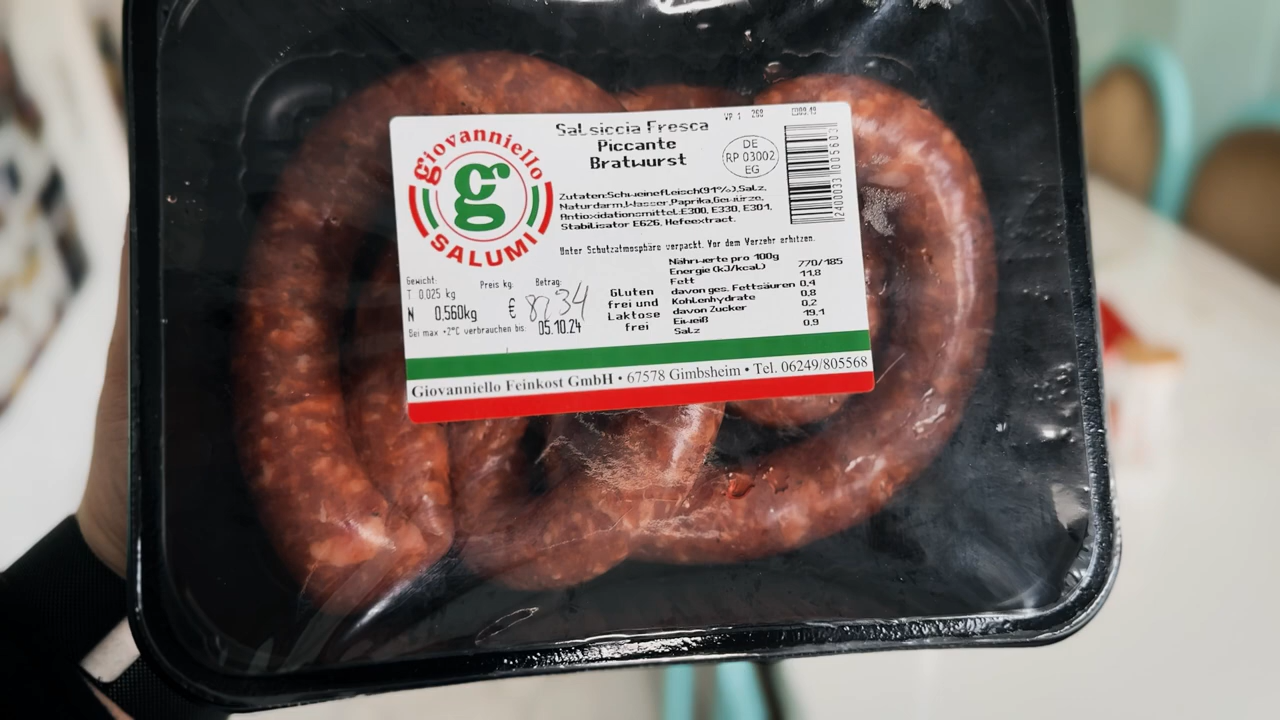 Giovanniello
g
SALUMI
Salsiccia Fresca
Piccante
Bratwurst
VP 1 268
DE
RP 03002
EG
Zutaten:Schweinefleisch(91%),Salz,
Naturdarm,Wasser,Paprika,Gewürze,
Antioxidationsmittel:E300, E330, E301,
Stabilisator E626, Hefeextract.
Unter Schutzatmosphäre verpackt. Vor dem Verzehr erhitzen.
Gewicht: Preis kg: Betrag:
T 0.025 kg
N 0,560kg € 8,34
Sei max +2°C verbrauchen bis: 05.10.24
Gluten
frei und
Laktose
frei
Nährwerte pro 100g
Energie (kJ/kcal) 770/185
Fett 11,8
davon ges. Fettsäuren 0,4
Kohlenhydrate 0,8
davon Zucker 0,2
Eiweiß 19,1
Salz 0,9
Giovanniello Feinkost GmbH • 67578 Gimbsheim • Tel. 06249/805568